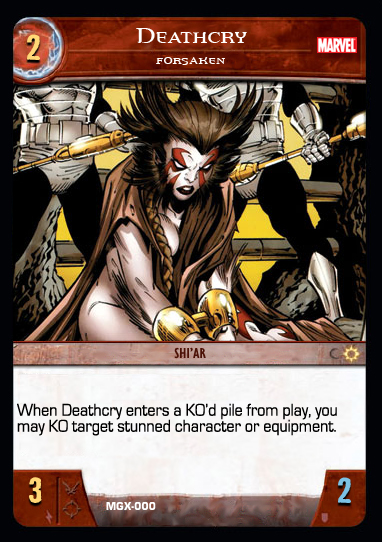 2
Deathcry
MARVEL
FORSAKEN
SHI'AR
When Deathcry enters a KO'd pile from play, you
may KO target stunned character or equipment.
3
MGX-000
2